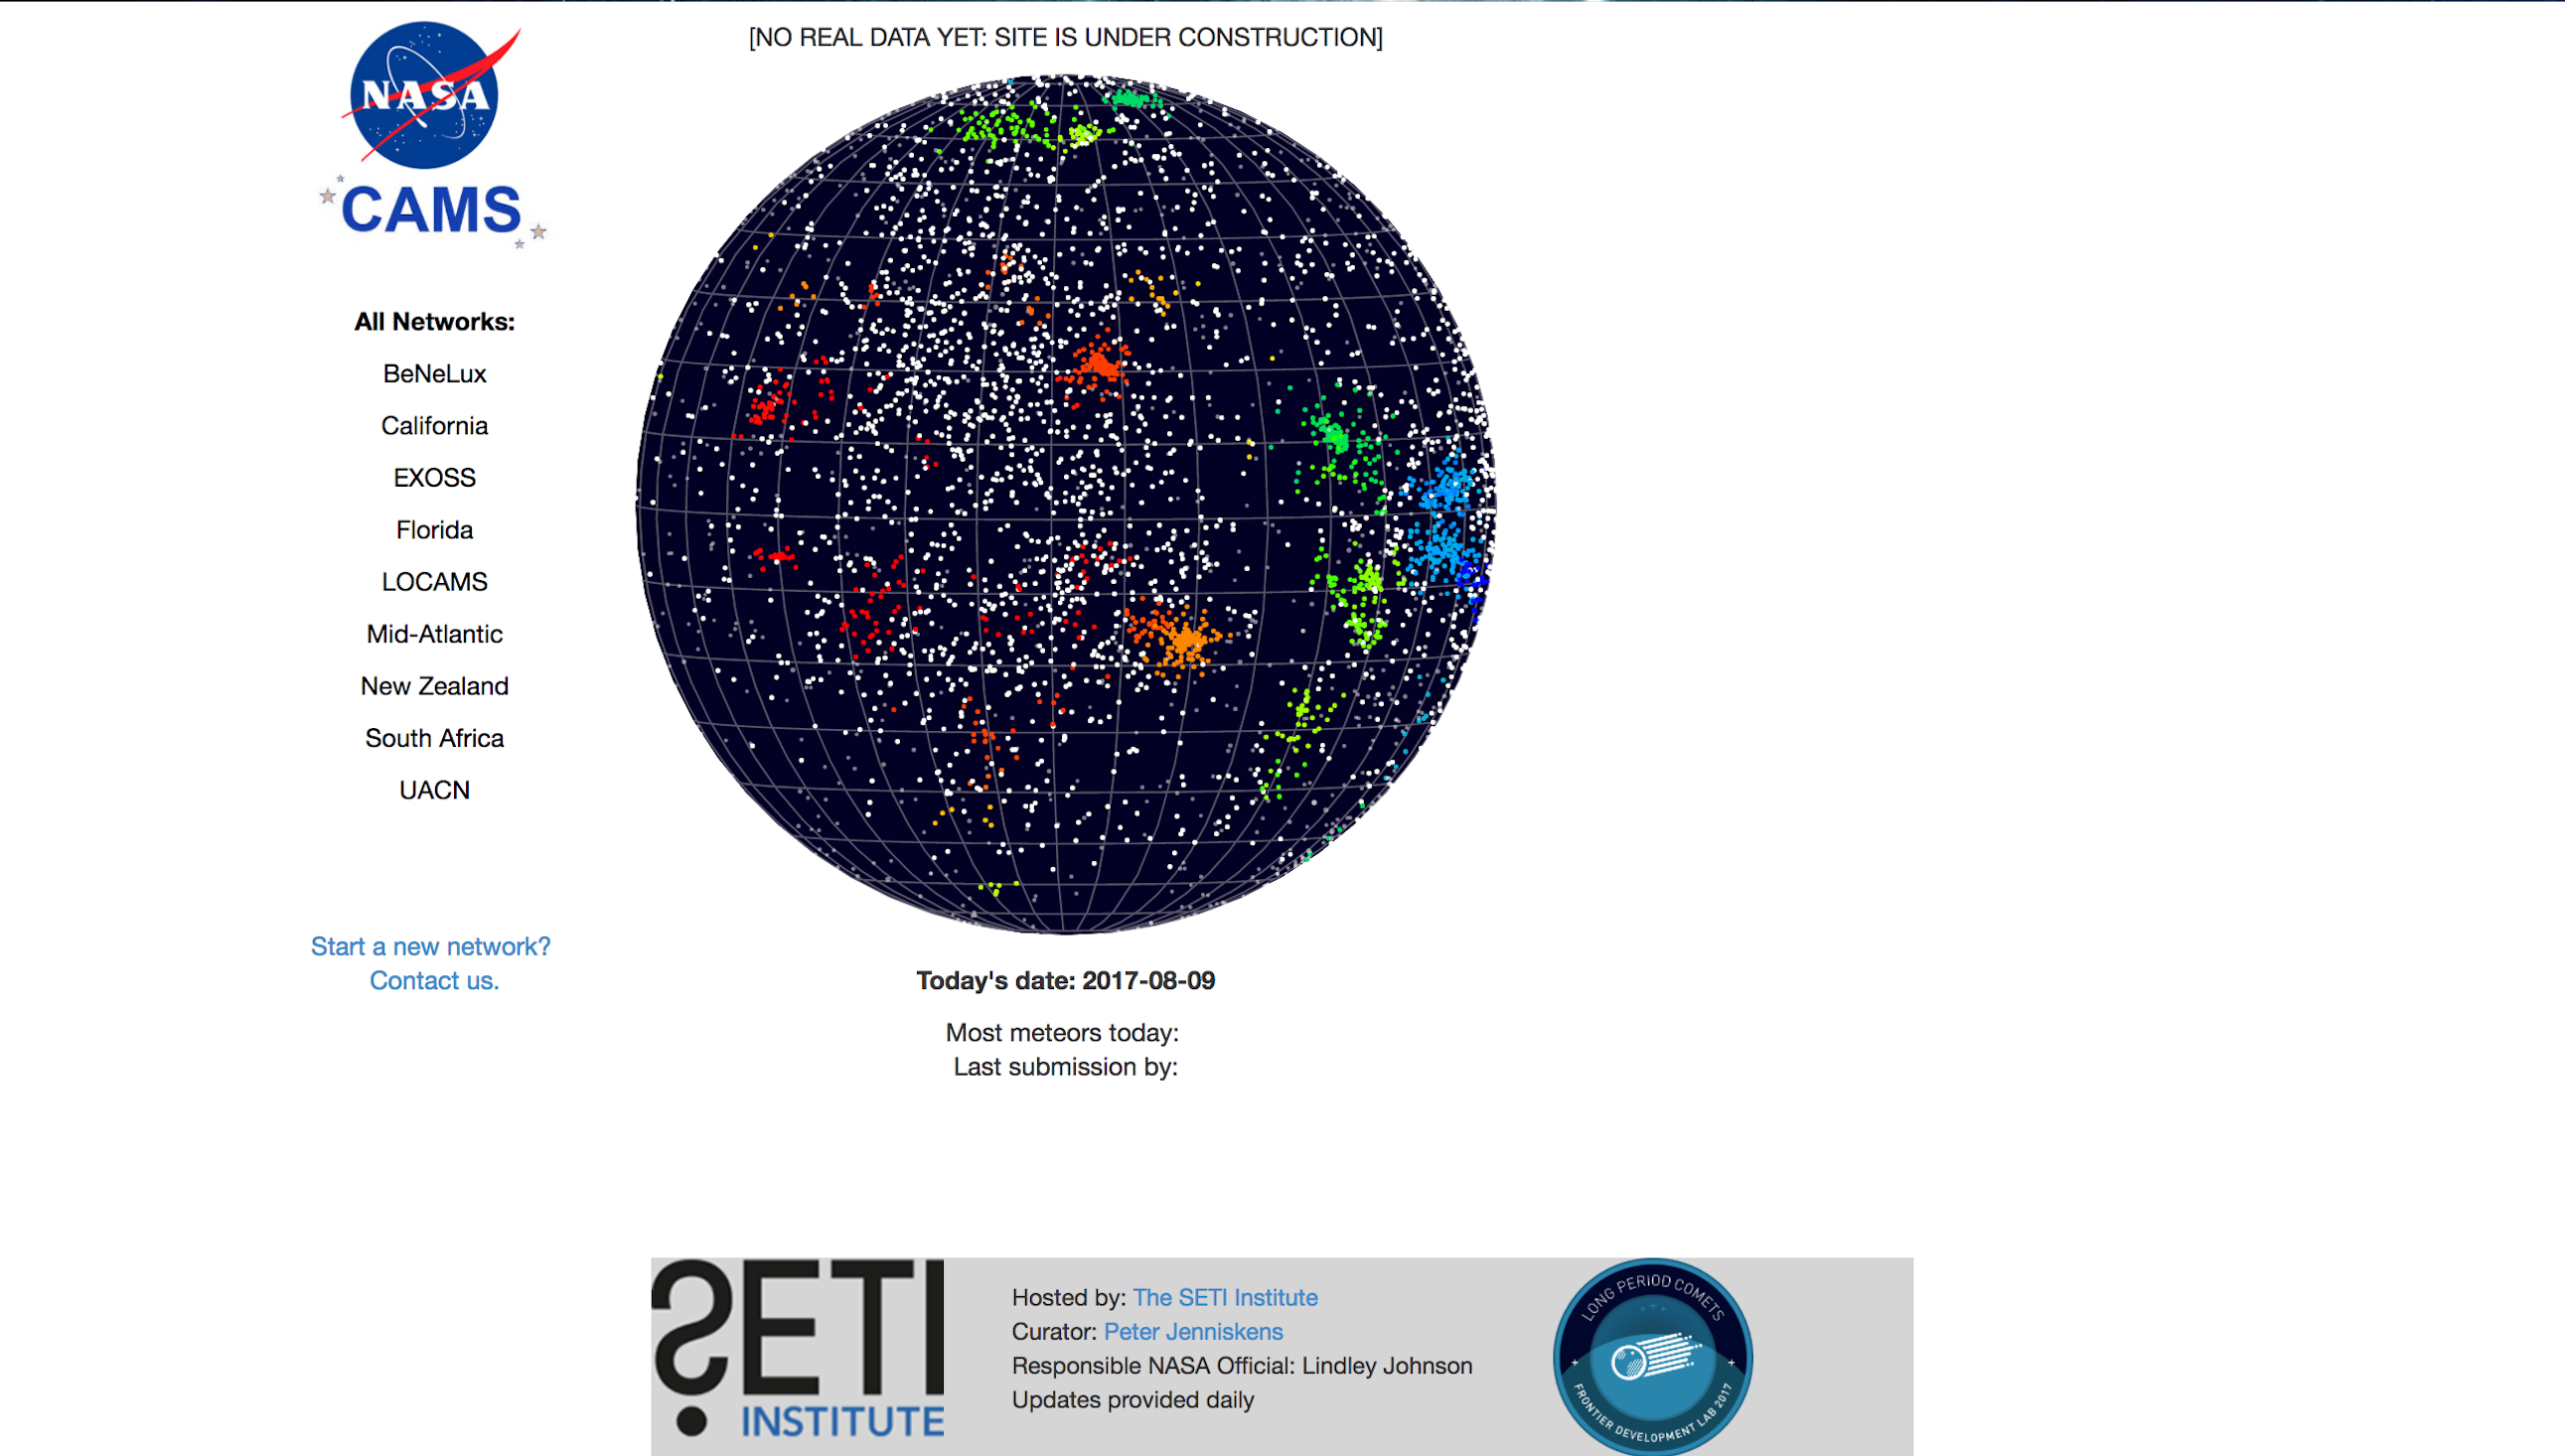 [NO REAL DATA YET: SITE IS UNDER CONSTRUCTION]
NASA
CAMS
All Networks:
BeNeLux
California
EXOSS
Florida
LOCAMS
Mid-Atlantic
New Zealand
South Africa
UACN
Start a new network?
Contact us.
Today's date: 2017-08-09
Most meteors today:
Last submission by:
SETI
INSTITUTE
Hosted by: The SETI Institute
Curator: Peter Jenniskens
Responsible NASA Official: Lindley Johnson
Updates provided daily
LONG PERIOD COMETS
FRONTIER DEVELOPMENT LAB 2017